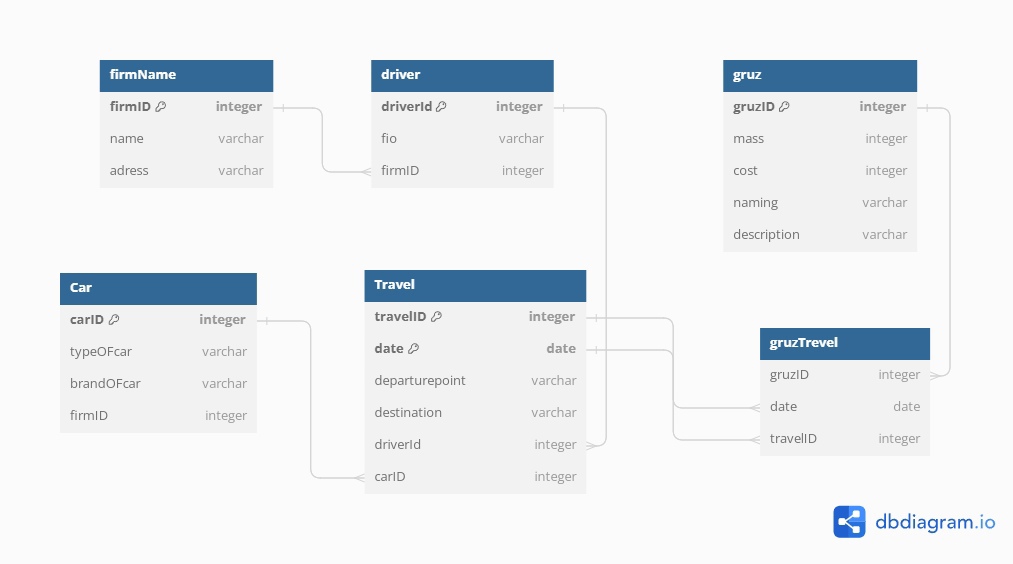 firmName
firmID integer
name varchar
adress varchar
driver
driverId integer
fio varchar
firmID integer
gruz
gruzID integer
mass integer
cost integer
naming varchar
description varchar
Car
carID integer
typeOFcar varchar
brandOFcar varchar
firmID integer
Travel
travelID integer
date date
departurepoint varchar
destination varchar
driverId integer
carID integer
gruzTrevel
gruzID integer
date date
travelID integer
dbdiagram.io